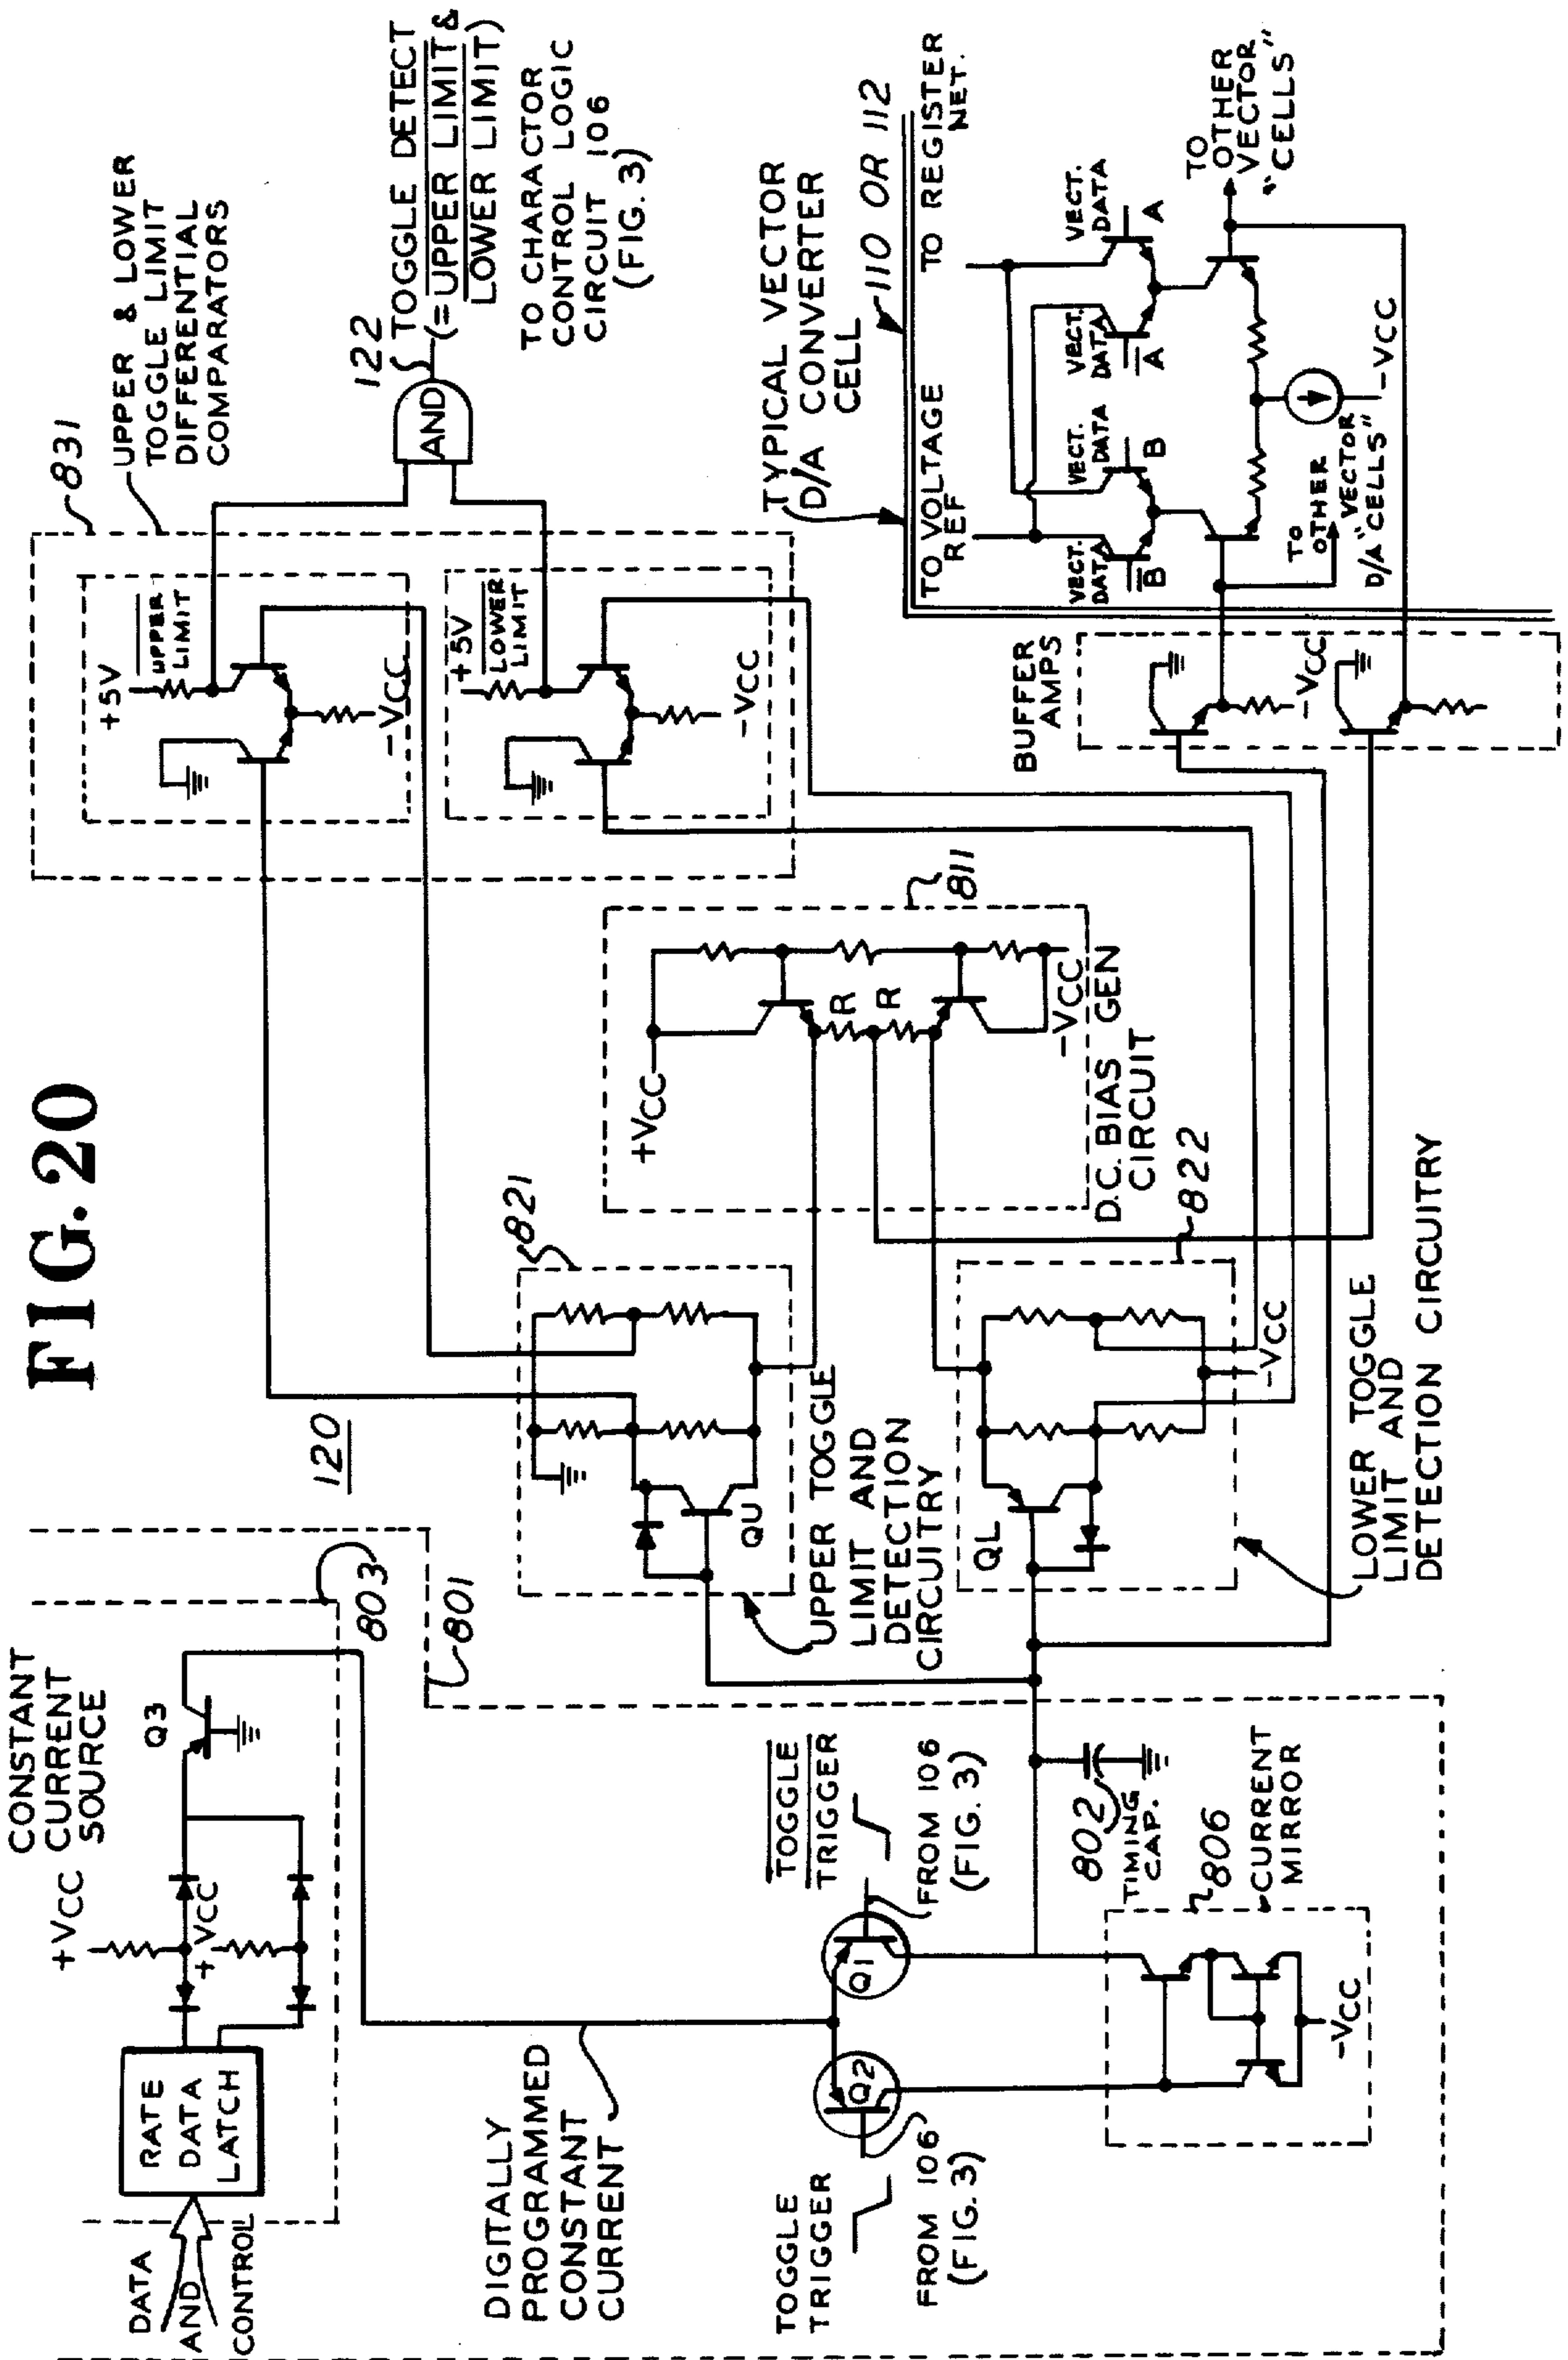 FIG. 20
120
CONSTANT
CURRENT
SOURCE
+VCC
+VCC
Q3
803
801
RATE
DATA
LATCH
DATA
AND
CONTROL
DIGITALLY
PROGRAMMED
CONSTANT
CURRENT
TOGGLE
TRIGGER
FROM 106
(FIG. 3)
Q2
Q1
TOGGLE
TRIGGER
FROM 106
(FIG. 3)
802
TIMING
CAP.
806
CURRENT
MIRROR
-VCC
821
QU
UPPER TOGGLE
LIMIT AND
DETECTION
CIRCUITRY
QL
822
-VCC
LOWER TOGGLE
LIMIT AND
DETECTION CIRCUITRY
811
+VCC
R
R
-VCC
D.C. BIAS GEN
CIRCUIT
831
UPPER & LOWER
TOGGLE LIMIT
DIFFERENTIAL
COMPARATORS
+5V
UPPER
LIMIT
-VCC
+5V
LOWER
LIMIT
-VCC
AND
122
TOGGLE DETECT
(=UPPER LIMIT &
LOWER LIMIT)
TO CHARACTOR
CONTROL LOGIC
CIRCUIT 106
(FIG. 3)
BUFFER
AMPS
-VCC
TYPICAL VECTOR
D/A CONVERTER
CELL
110 OR 112
TO VOLTAGE
REF
TO REGISTER
NET.
VECT.
DATA
B
VECT.
DATA
B
VECT.
DATA
A
VECT.
DATA
A
TO
OTHER
VECTOR
D/A "CELLS"
-VCC
TO
OTHER
VECTOR
"CELLS"